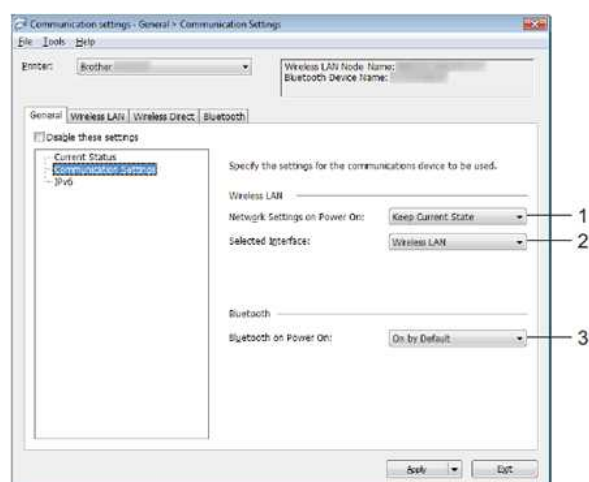 Communication settings - General > Communication Settings
File Tools Help
Printer: Brother
Wireless LAN Node Name:
Bluetooth Device Name:
General Wireless LAN Wireless Direct Bluetooth
Disable these settings
Current Status
Communication Settings
IPv6
Specify the settings for the communications device to be used.
Wireless LAN
Network Settings on Power On: Keep Current State 1
Selected Interface: Wireless LAN 2
Bluetooth
Bluetooth on Power On: On by Default 3
Apply Exit